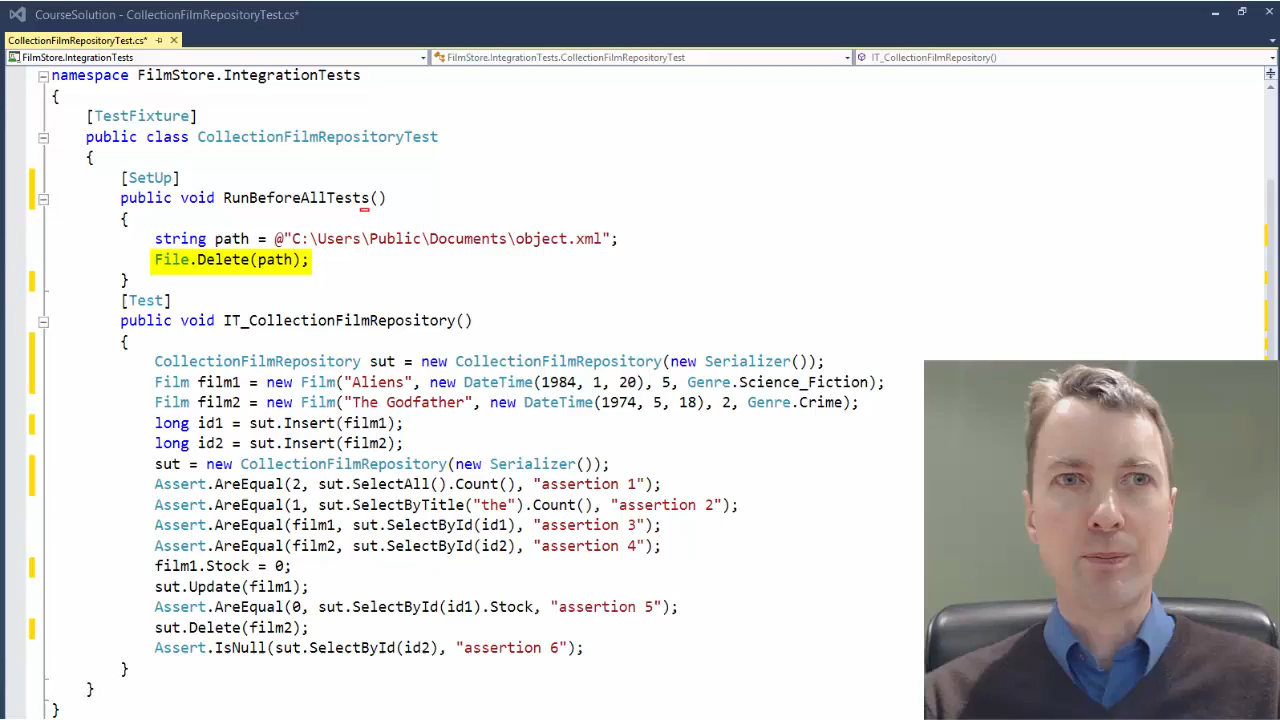 CourseSolution - CollectionFilmRepositoryTest.cs*
CollectionFilmRepositoryTest.cs*
FilmStore.IntegrationTests FilmStore.IntegrationTests.CollectionFilmRepositoryTest IT_CollectionFilmRepository()
namespace FilmStore.IntegrationTests
{
[TestFixture]
public class CollectionFilmRepositoryTest
{
[SetUp]
public void RunBeforeAllTests()
{
string path = @"C:\Users\Public\Documents\object.xml";
File.Delete(path);
}
[Test]
public void IT_CollectionFilmRepository()
{
CollectionFilmRepository sut = new CollectionFilmRepository(new Serializer());
Film film1 = new Film("Aliens", new DateTime(1984, 1, 20), 5, Genre.Science_Fiction);
Film film2 = new Film("The Godfather", new DateTime(1974, 5, 18), 2, Genre.Crime);
long id1 = sut.Insert(film1);
long id2 = sut.Insert(film2);
sut = new CollectionFilmRepository(new Serializer());
Assert.AreEqual(2, sut.SelectAll().Count(), "assertion 1");
Assert.AreEqual(1, sut.SelectByTitle("the").Count(), "assertion 2");
Assert.AreEqual(film1, sut.SelectById(id1), "assertion 3");
Assert.AreEqual(film2, sut.SelectById(id2), "assertion 4");
film1.Stock = 0;
sut.Update(film1);
Assert.AreEqual(0, sut.SelectById(id1).Stock, "assertion 5");
sut.Delete(film2);
Assert.IsNull(sut.SelectById(id2), "assertion 6");
}
}
}